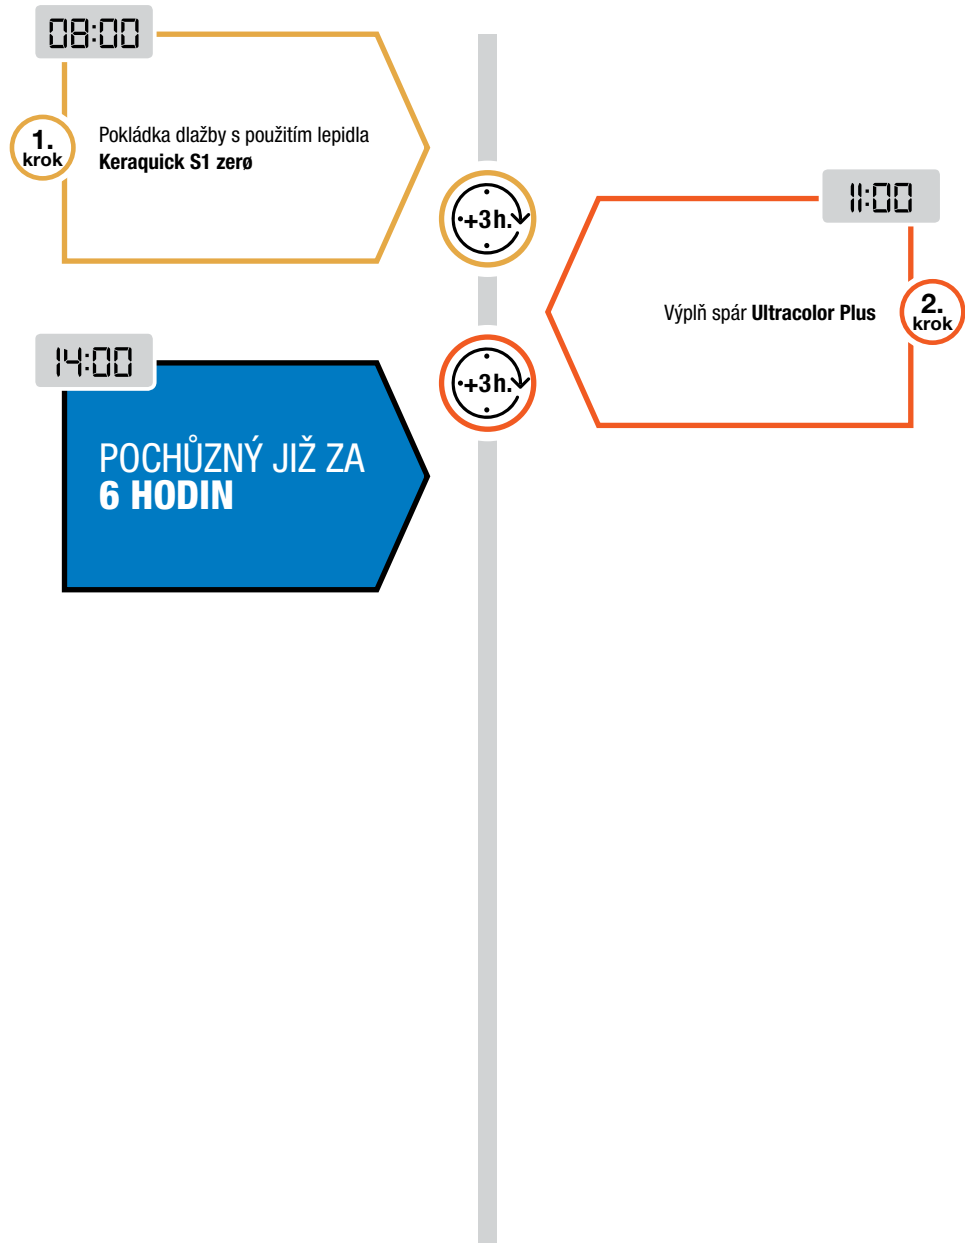 08:00
1.
krok
Pokládka dlažby s použitím lepidla
Keraquick S1 zerø
+3h.
11:00
Výplň spár Ultracolor Plus
2.
krok
+3h.
14:00
POCHŮZNÝ JIŽ ZA
6 HODIN